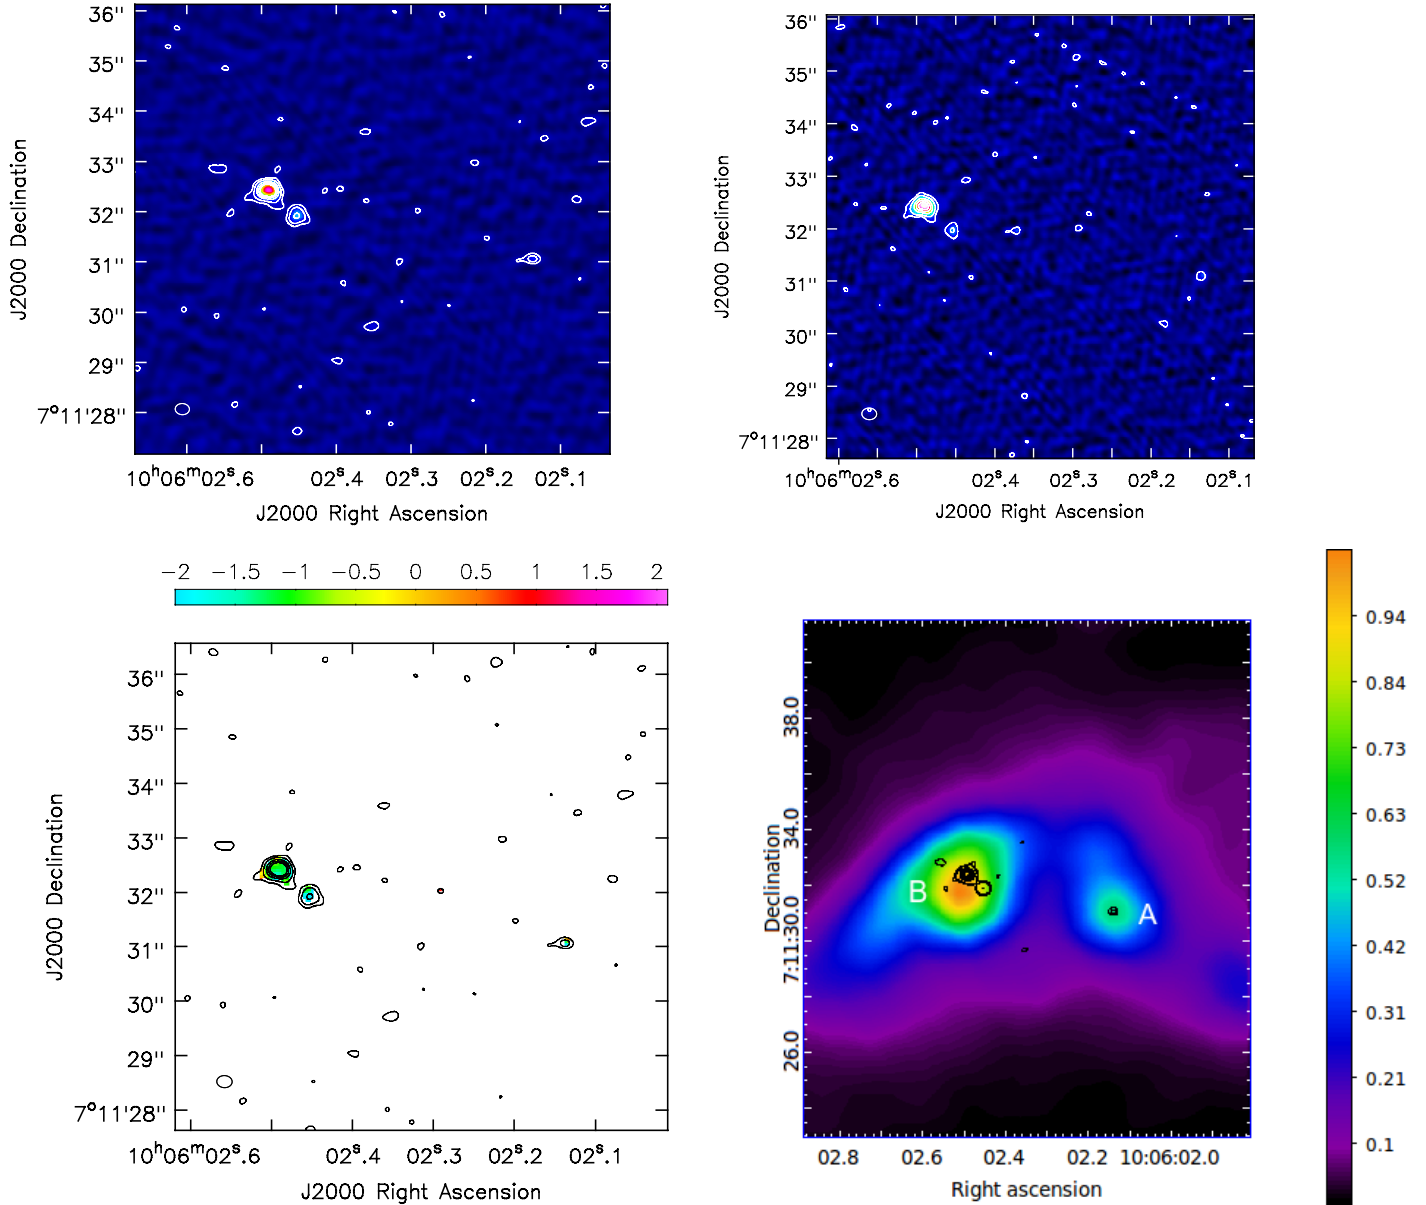 36"
35"
34"
33"
32"
31"
30"
29"
7°11'28"
J2000 Declination
10ʰ06ᵐ02ˢ.6 02ˢ.4 02ˢ.3 02ˢ.2 02ˢ.1
J2000 Right Ascension
36"
35"
34"
33"
32"
31"
30"
29"
7°11'28"
J2000 Declination
10ʰ06ᵐ02ˢ.6 02ˢ.4 02ˢ.3 02ˢ.2 02ˢ.1
J2000 Right Ascension
−2 −1.5 −1 −0.5 0 0.5 1 1.5 2
36"
35"
34"
33"
32"
31"
30"
29"
7°11'28"
J2000 Declination
10ʰ06ᵐ02ˢ.6 02ˢ.4 02ˢ.3 02ˢ.2 02ˢ.1
J2000 Right Ascension
38.0
34.0
7:11:30.0
26.0
Declination
B
A
02.8 02.6 02.4 02.2 10:06:02.0
Right ascension
0.94
0.84
0.73
0.63
0.52
0.42
0.31
0.21
0.1